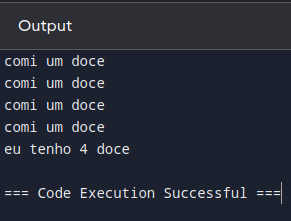 Output
comi um doce
comi um doce
comi um doce
comi um doce
eu tenho 4 doce
=== Code Execution Successful ===